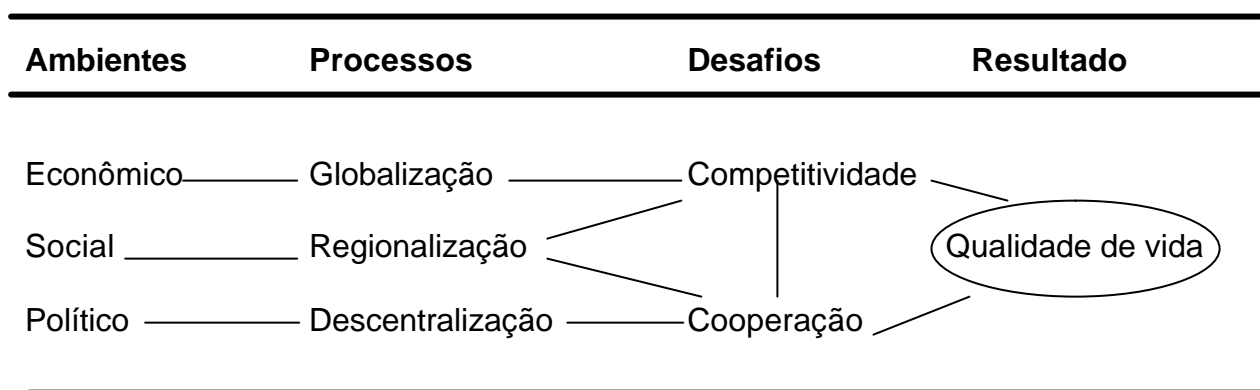 Ambientes Processos Desafios Resultado
Econômico Globalização Competitividade
Social Regionalização Qualidade de vida
Político Descentralização Cooperação